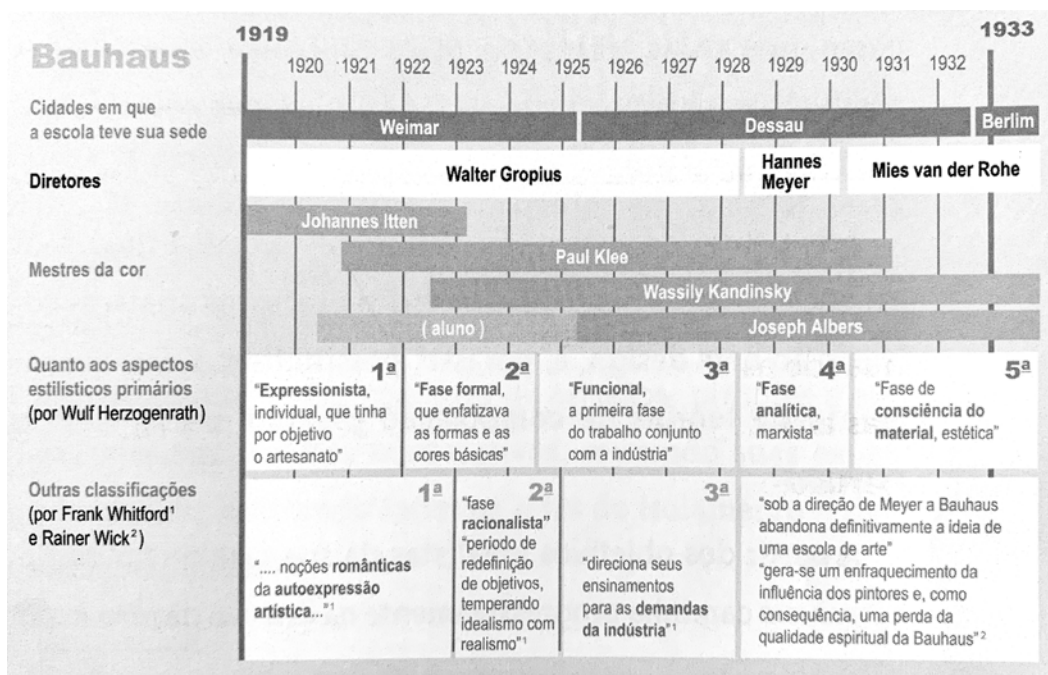 1919
1933
Bauhaus
1920 1921 1922 1923 1924 1925 1926 1927 1928 1929 1930 1931 1932
Cidades em que
a escola teve sua sede
Weimar
Dessau
Berlim
Diretores
Walter Gropius
Hannes
Meyer
Mies van der Rohe
Mestres da cor
Johannes Itten
Paul Klee
Wassily Kandinsky
( aluno )
Joseph Albers
Quanto aos aspectos
estilísticos primários
(por Wulf Herzogenrath)
1ª
"Expressionista,
individual, que tinha
por objetivo
o artesanato"
2ª
"Fase formal,
que enfatizava
as formas e as
cores básicas"
3ª
"Funcional,
a primeira fase
do trabalho conjunto
com a indústria"
4ª
"Fase
analítica,
marxista"
5ª
"Fase de
consciência do
material, estética"
Outras classificações
(por Frank Whitford¹
e Rainer Wick²)
1ª
".... noções românticas
da autoexpressão
artística..."¹
2ª
"fase
racionalista"
"período de
redefinição
de objetivos,
temperando
idealismo com
realismo"¹
3ª
"direciona seus
ensinamentos
para as demandas
da indústria"¹
"sob a direção de Meyer a Bauhaus
abandona definitivamente a ideia de
uma escola de arte"
"gera-se um enfraquecimento da
influência dos pintores e, como
consequência, uma perda da
qualidade espiritual da Bauhaus"²